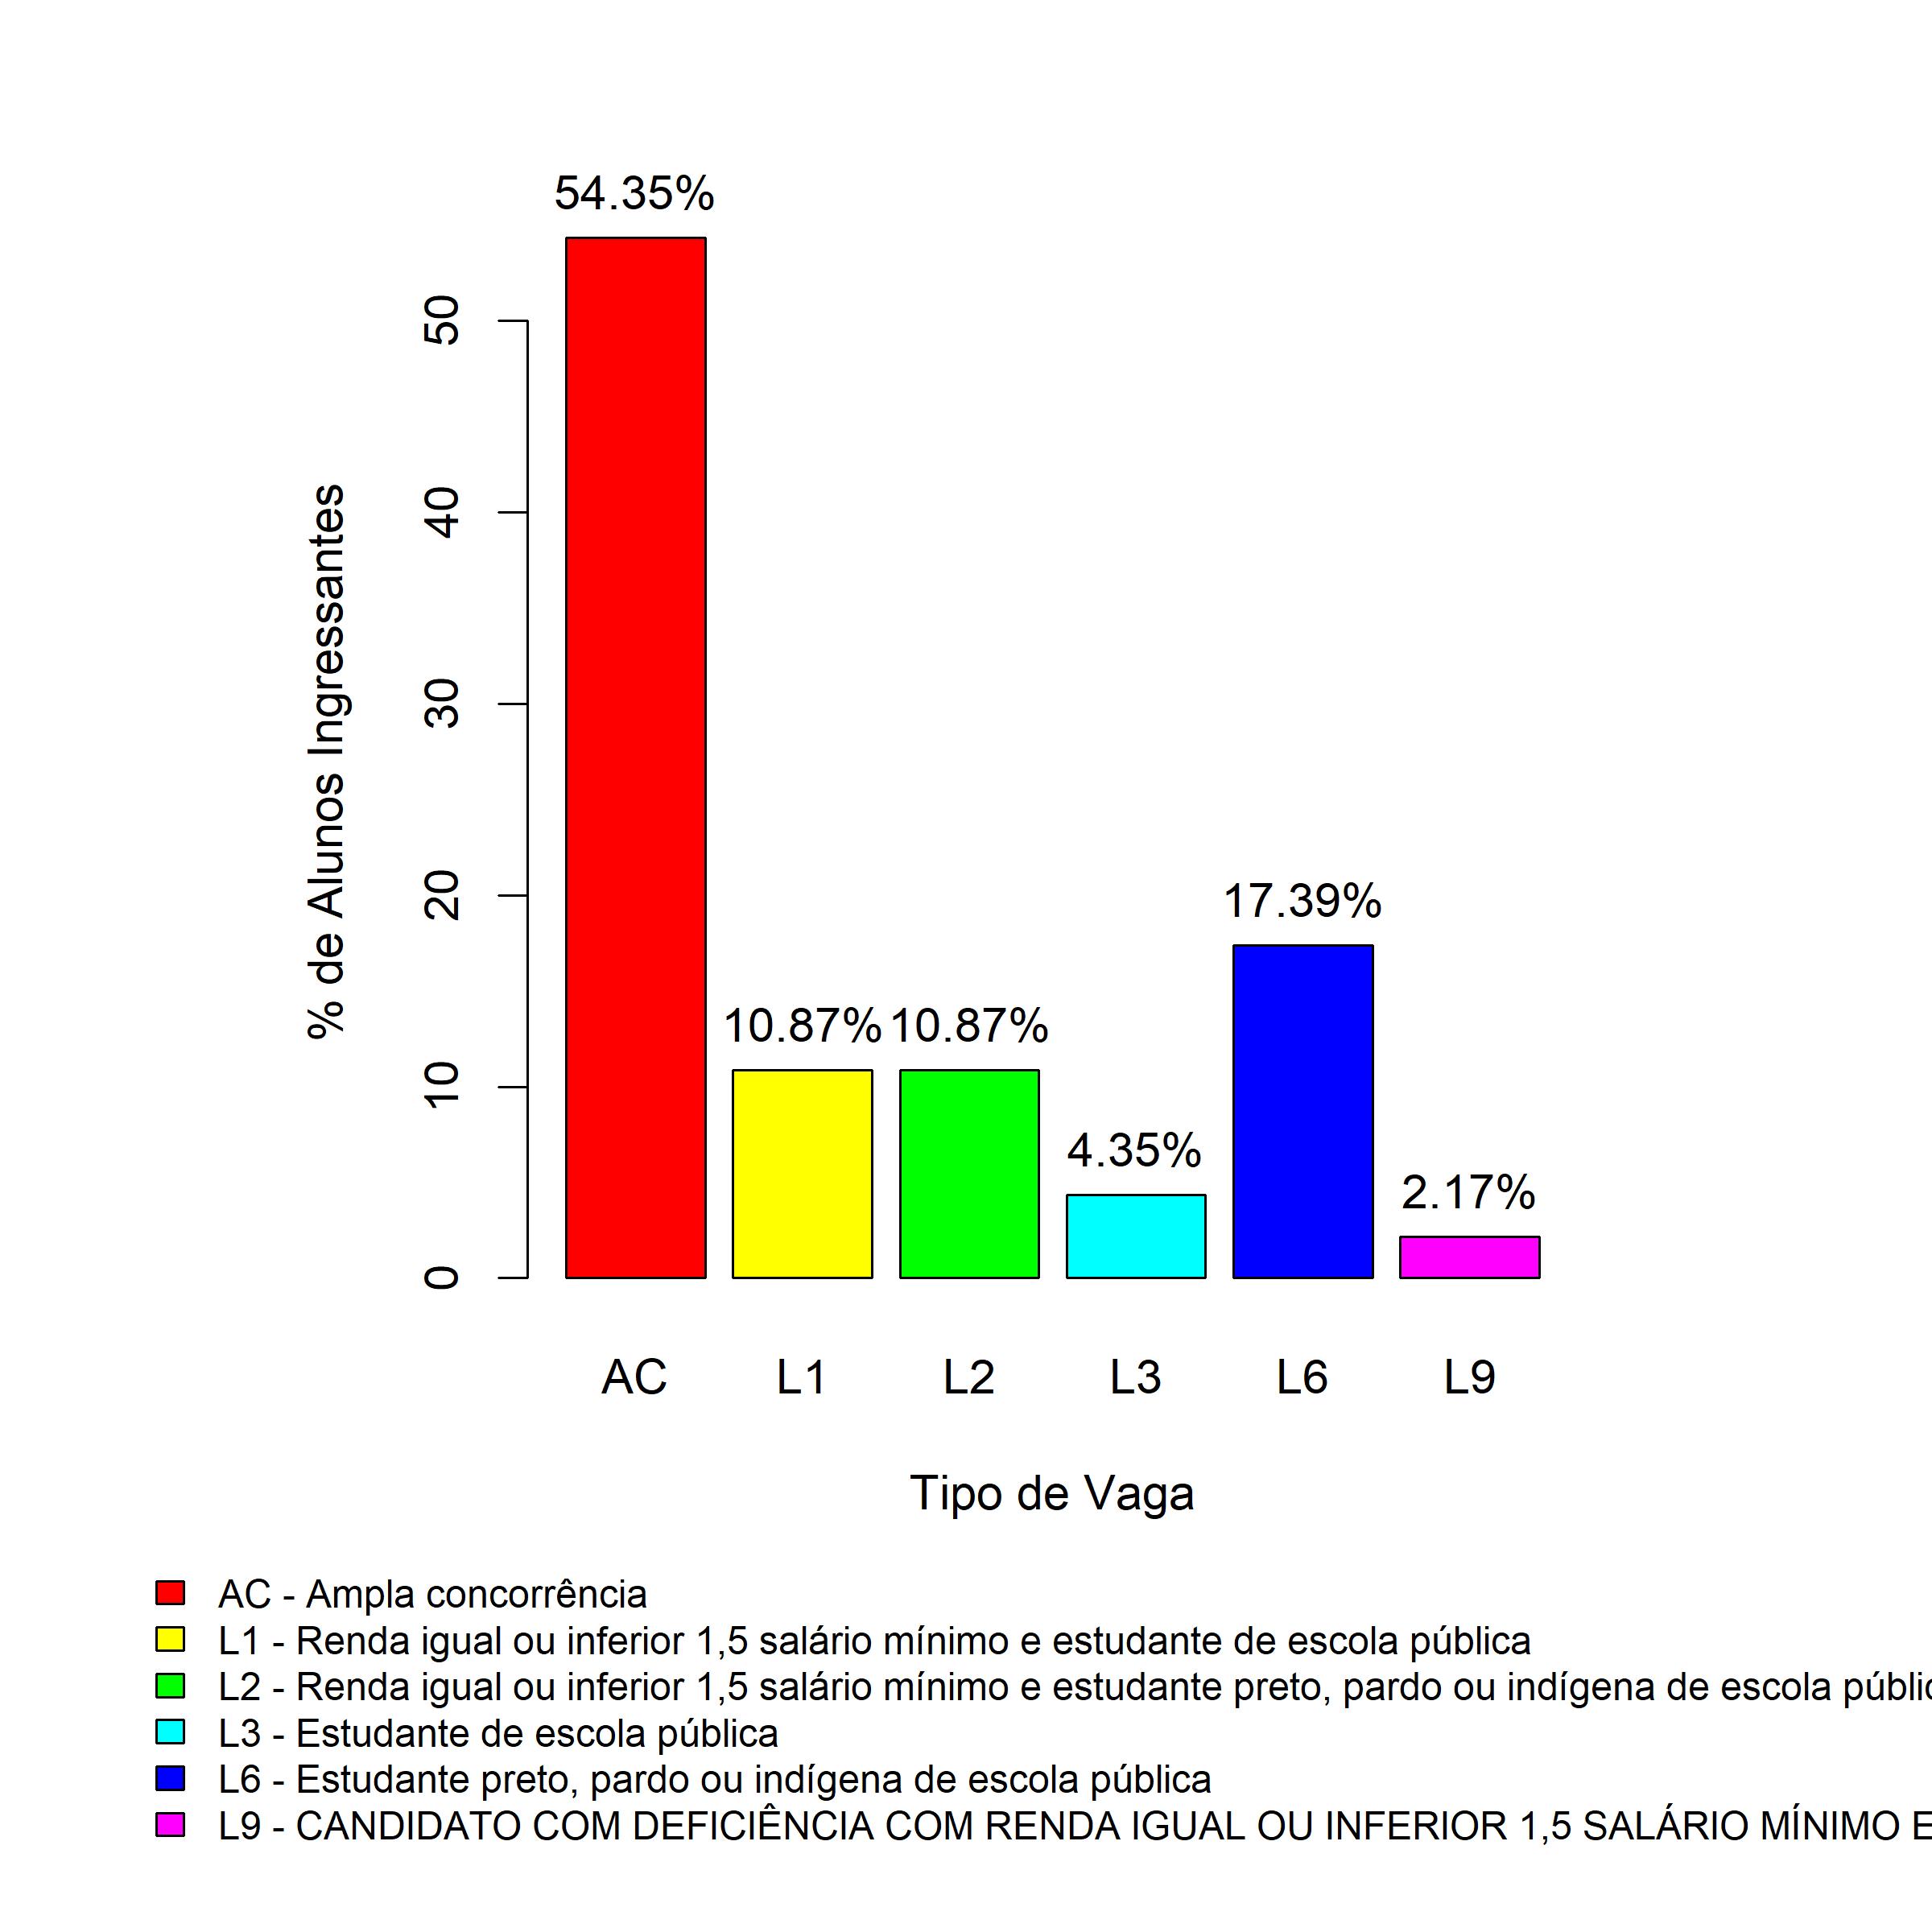 54.35%
50
40
30
20
10
0
% de Alunos Ingressantes
10.87%
10.87%
4.35%
17.39%
2.17%
AC
L1
L2
L3
L6
L9
Tipo de Vaga
AC - Ampla concorrência
L1 - Renda igual ou inferior 1,5 salário mínimo e estudante de escola pública
L2 - Renda igual ou inferior 1,5 salário mínimo e estudante preto, pardo ou indígena de escola
L3 - Estudante de escola pública
L6 - Estudante preto, pardo ou indígena de escola pública
L9 - CANDIDATO COM DEFICIÊNCIA COM RENDA IGUAL OU INFERIOR 1,5 SALÁRIO MÍNIMO E